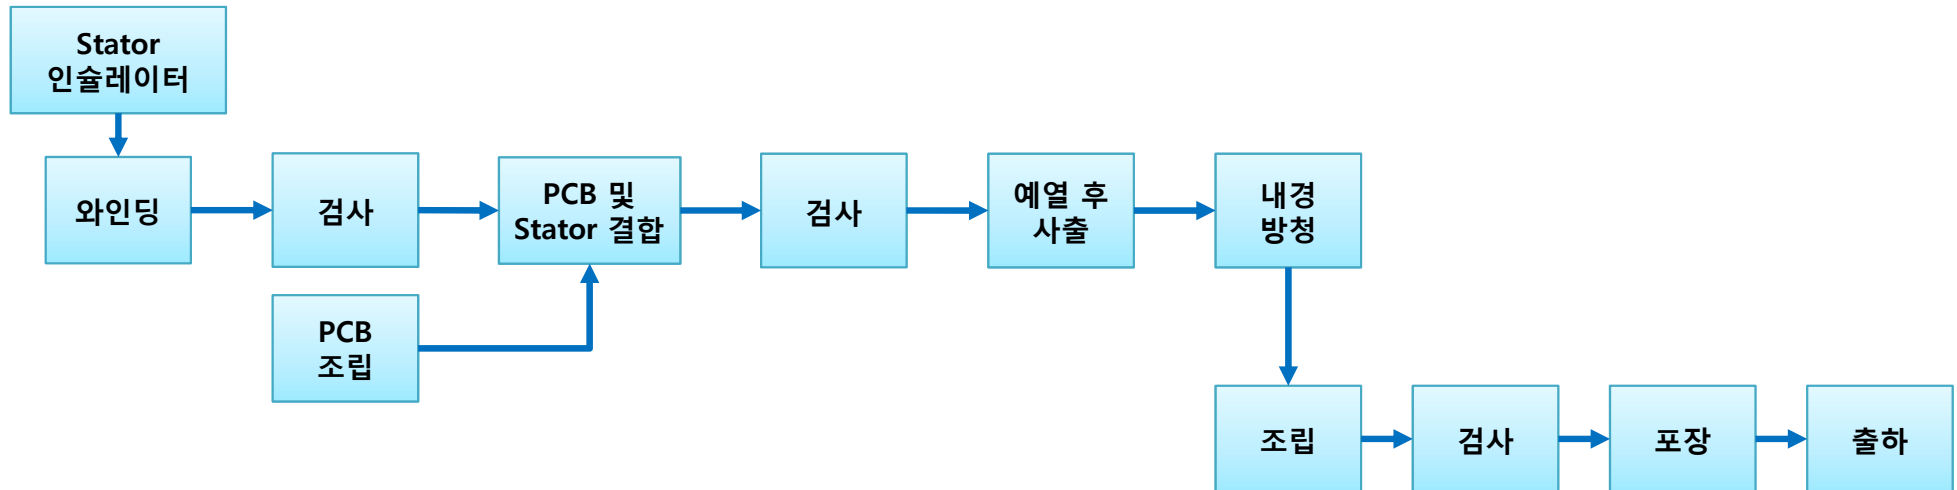 Stator
인슐레이터
와인딩
검사
PCB 및
Stator 결합
검사
예열 후
사출
내경
방청
PCB
조립
조립
검사
포장
출하